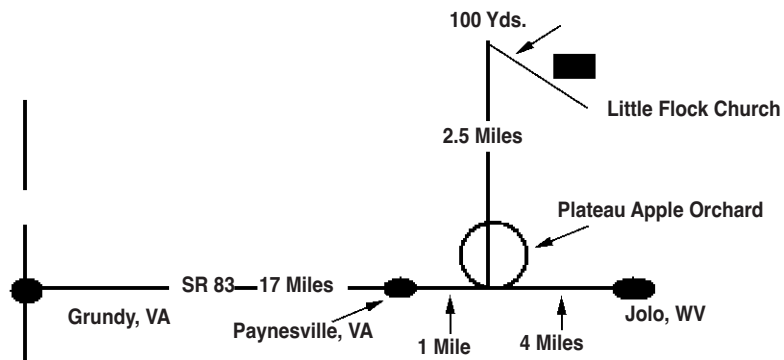 100 Yds.
Little Flock Church
2.5 Miles
Plateau Apple Orchard
SR 83 17 Miles
Grundy, VA
Paynesville, VA
1 Mile
4 Miles
Jolo, WV